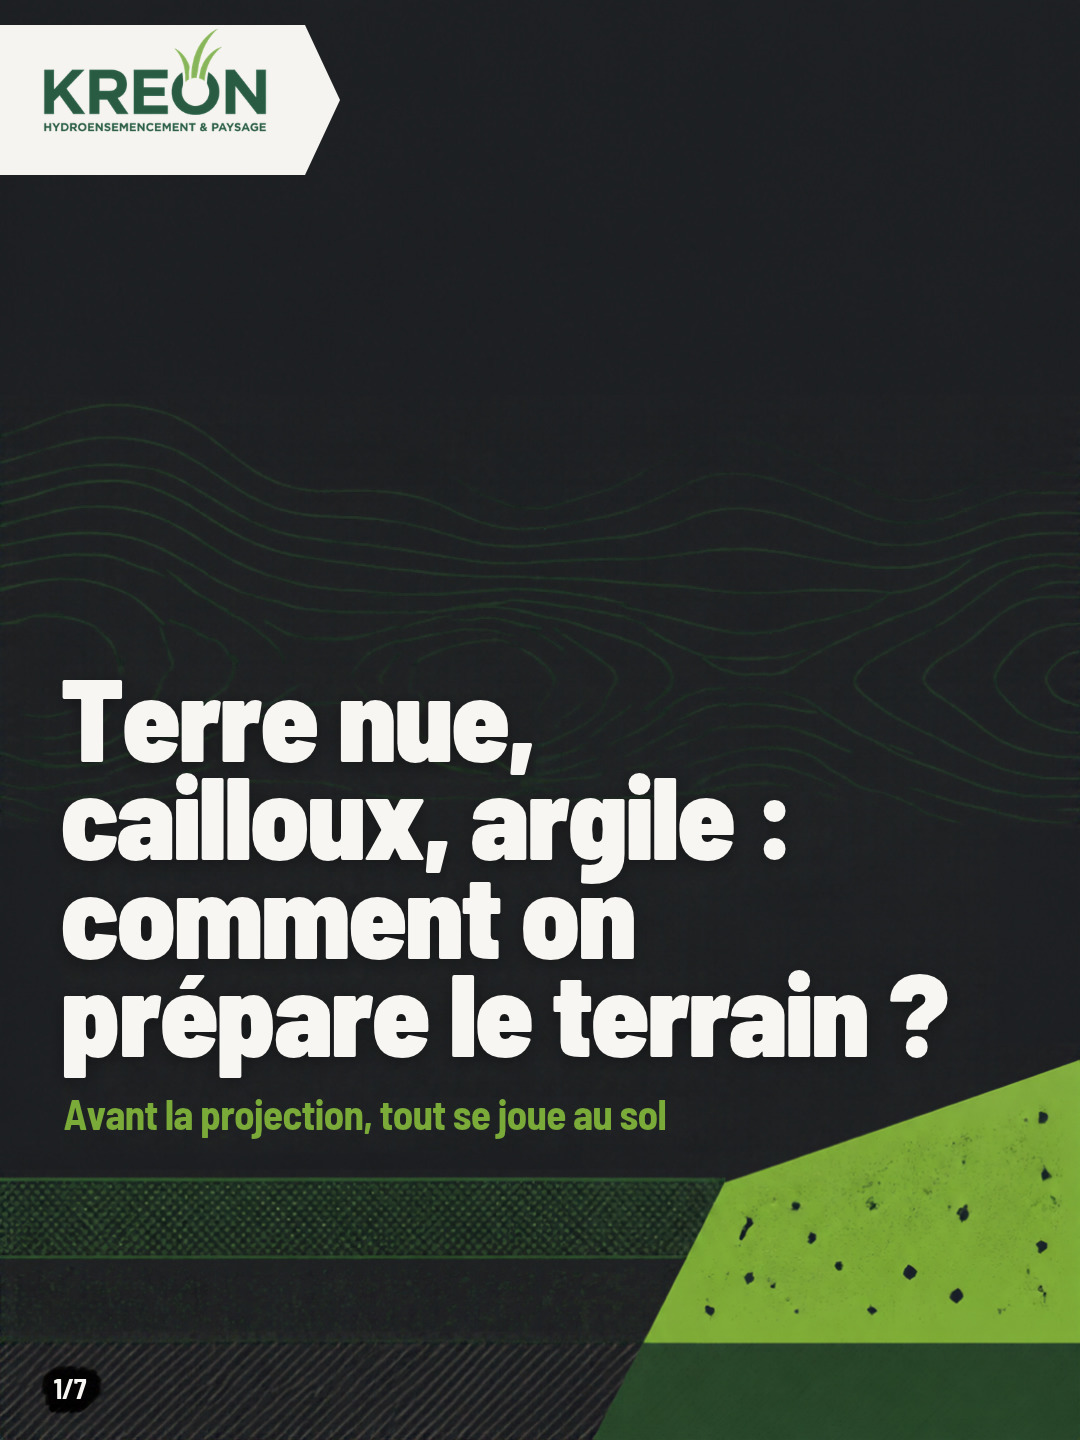 KREON
HYDROENSEMENCEMENT & PAYSAGE
Terre nue,
cailloux, argile :
comment on
prépare le terrain ?
Avant la projection, tout se joue au sol
1/7